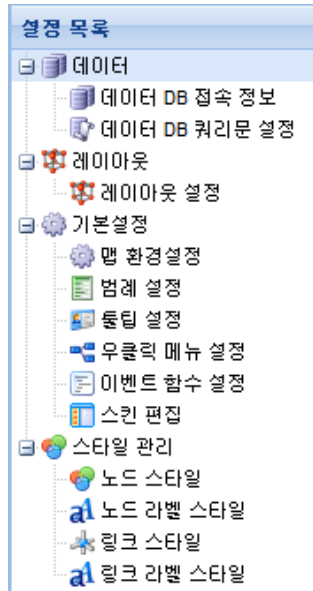 설정 목록
데이터
데이터 DB 접속 정보
데이터 DB 쿼리문 설정
레이아웃
레이아웃 설정
기본설정
맵 환경설정
범례 설정
툴팁 설정
우클릭 메뉴 설정
이벤트 함수 설정
스킨 편집
스타일 관리
노드 스타일
노드 라벨 스타일
링크 스타일
링크 라벨 스타일